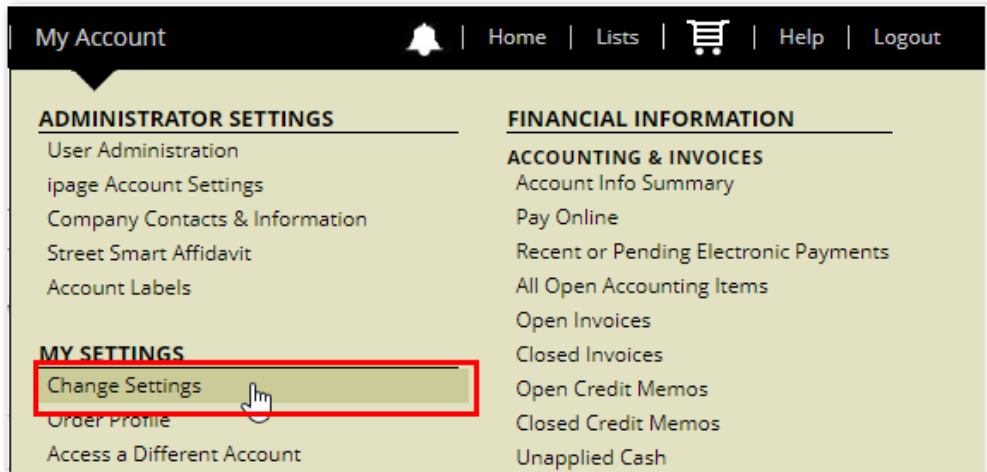 My Account | Home | Lists | | Help | Logout
ADMINISTRATOR SETTINGS
User Administration
ipage Account Settings
Company Contacts & Information
Street Smart Affidavit
Account Labels
MY SETTINGS
Change Settings
Order Profile
Access a Different Account
FINANCIAL INFORMATION
ACCOUNTING & INVOICES
Account Info Summary
Pay Online
Recent or Pending Electronic Payments
All Open Accounting Items
Open Invoices
Closed Invoices
Open Credit Memos
Closed Credit Memos
Unapplied Cash